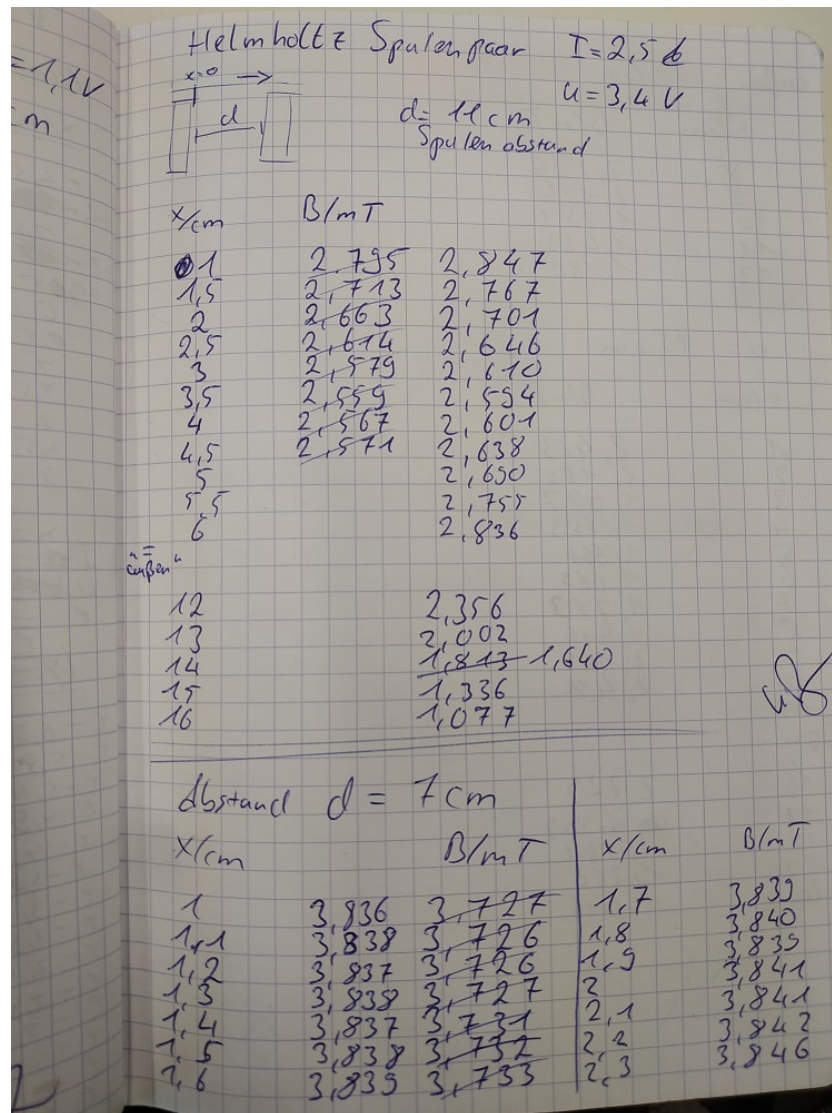 =1,1V
m
Helmholtz Spulenpaar I=2,5 A
x=0
U=3,4 V
d
d= 11 cm
Spulenabstand
x/cm B/mT
1 2.795 2,847
1,5 2,713 2,767
2 2,663 2,701
2,5 2,614 2,646
3 2,579 2,610
3,5 2,559 2,594
4 2,567 2,601
4,5 2,571 2,638
5 2,690
5,5 2,755
6 2,836
"=
außen"
12 2,356
13 2,002
14 1,813 1,640
15 1,336
16 1,077
Abstand d = 7 cm
x/cm B/mT x/cm B/mT
1 3,836 3,727 1,7 3,839
1,1 3,838 3,726 1,8 3,840
1,2 3,837 3,726 1,9 3,839
1,3 3,838 3,727 2 3,841
1,4 3,837 3,731 2,1 3,841
1,5 3,838 3,732 2,2 3,842
1,6 3,839 3,733 2,3 3,846